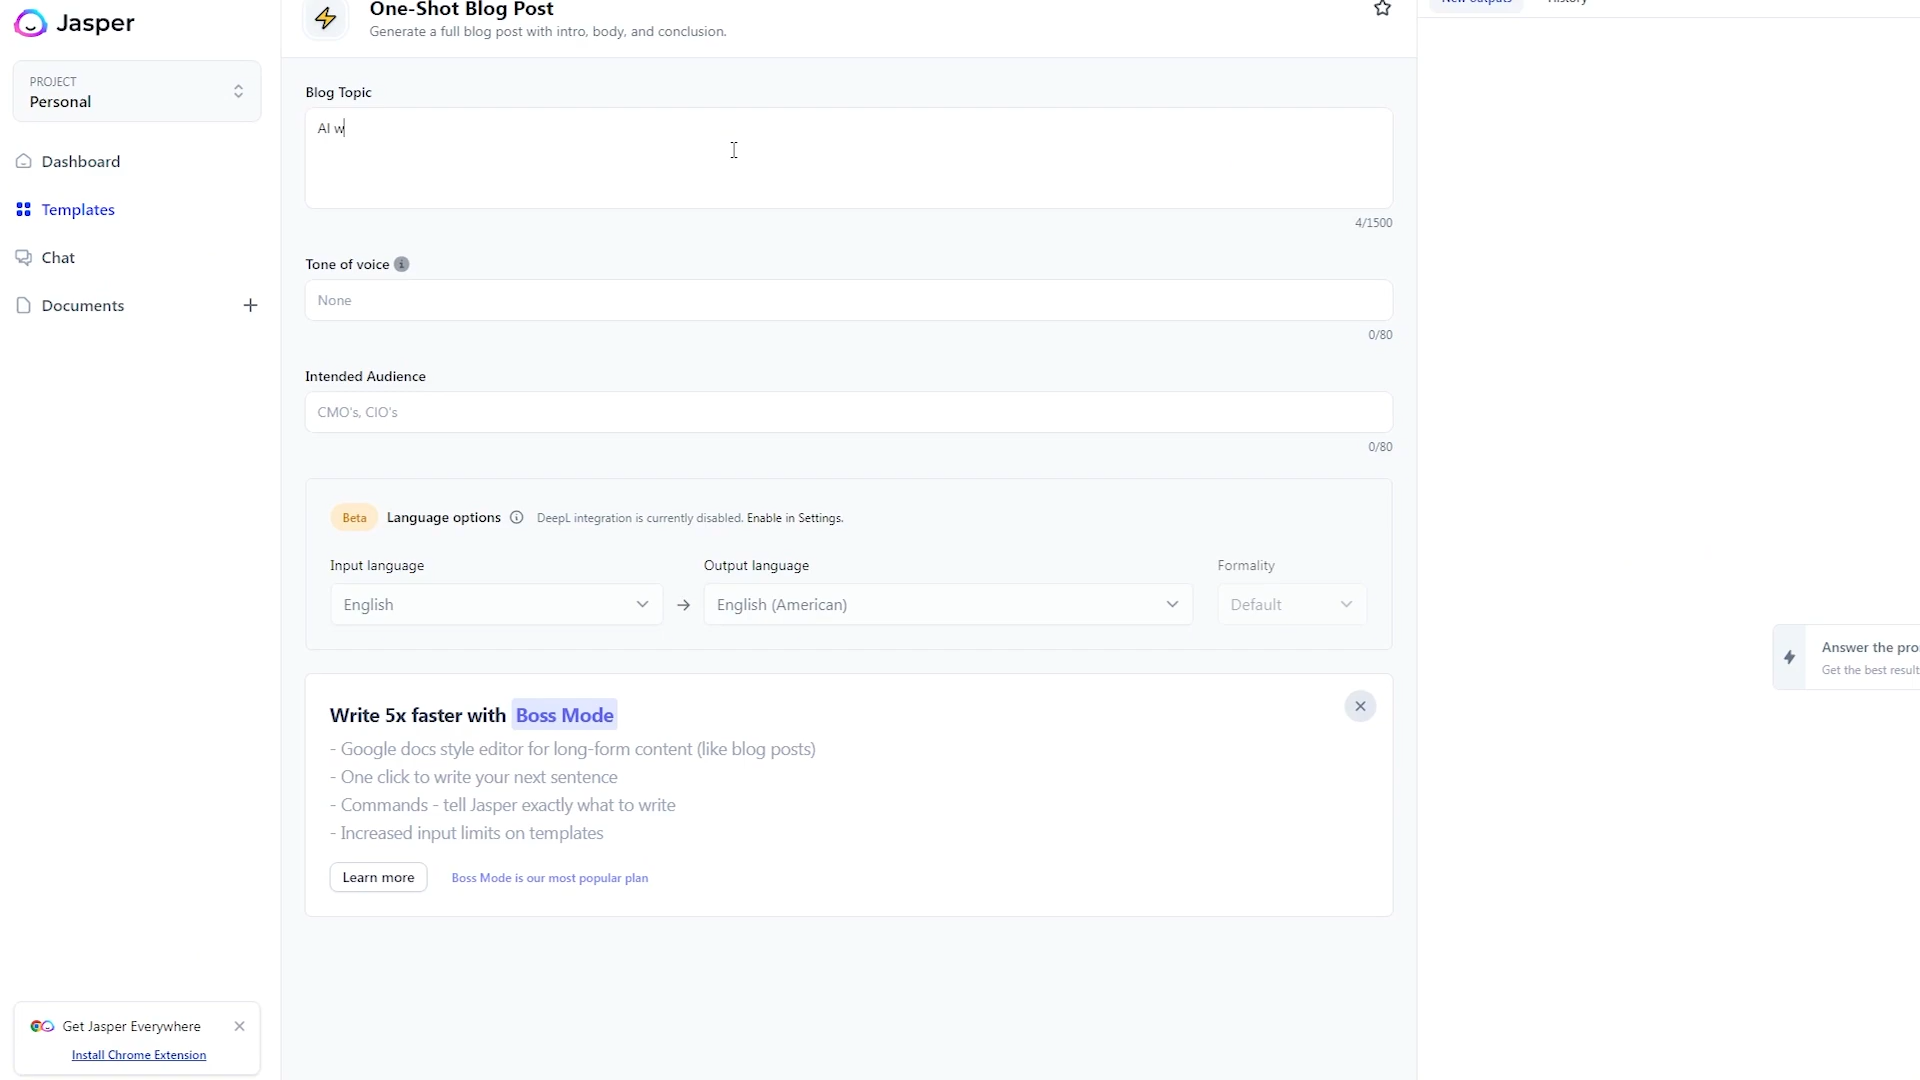 Jasper
PROJECT
Personal
Dashboard
Templates
Chat
Documents
Get Jasper Everywhere
Install Chrome Extension
One-Shot Blog Post
Generate a full blog post with intro, body, and conclusion.
Blog Topic
AI w
4/1500
Tone of voice
None
0/80
Intended Audience
CMO's, CIO's
0/80
Beta Language options DeepL integration is currently disabled. Enable in Settings.
Input language Output language Formality
English → English (American) Default
Write 5x faster with Boss Mode
- Google docs style editor for long-form content (like blog posts)
- One click to write your next sentence
- Commands - tell Jasper exactly what to write
- Increased input limits on templates
Learn more Boss Mode is our most popular plan
New outputs History
Answer the pro
Get the best results